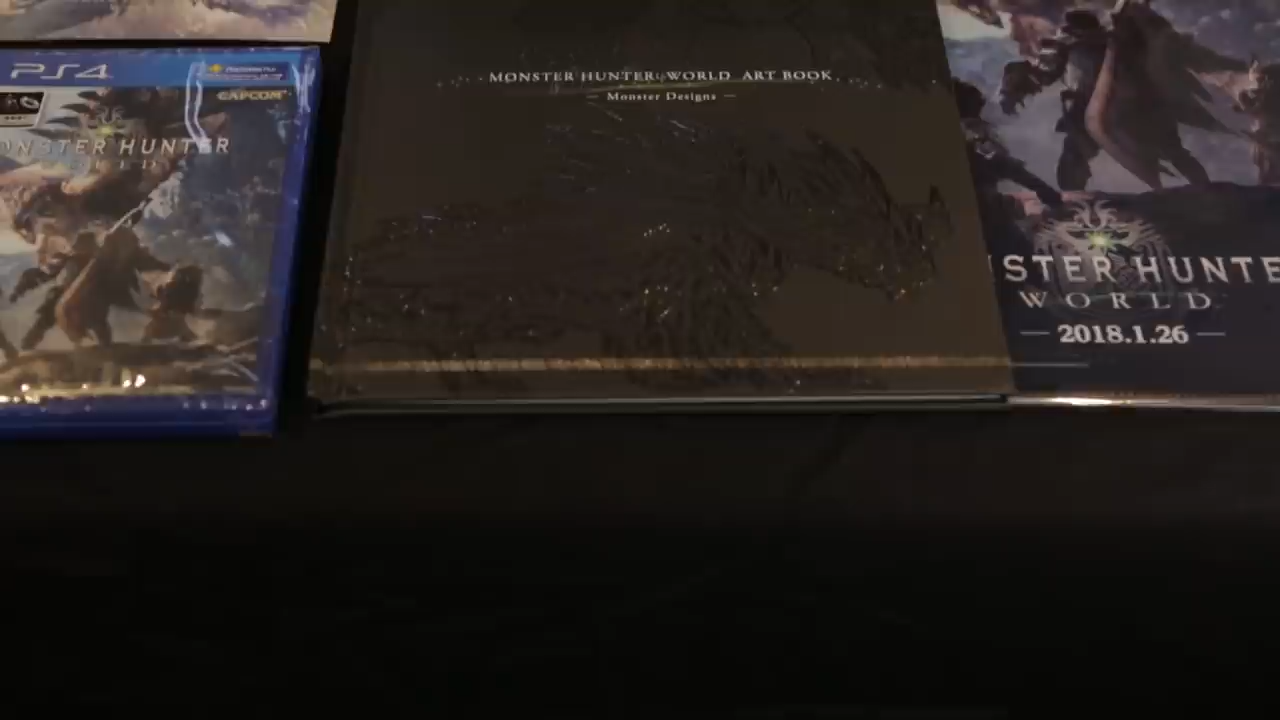 PS4
CAPCOM
ONSTER HUNTER
MONSTER HUNTER: WORLD ART BOOK
Monster Designs
STER HUNTE
WORLD
2018.1.26